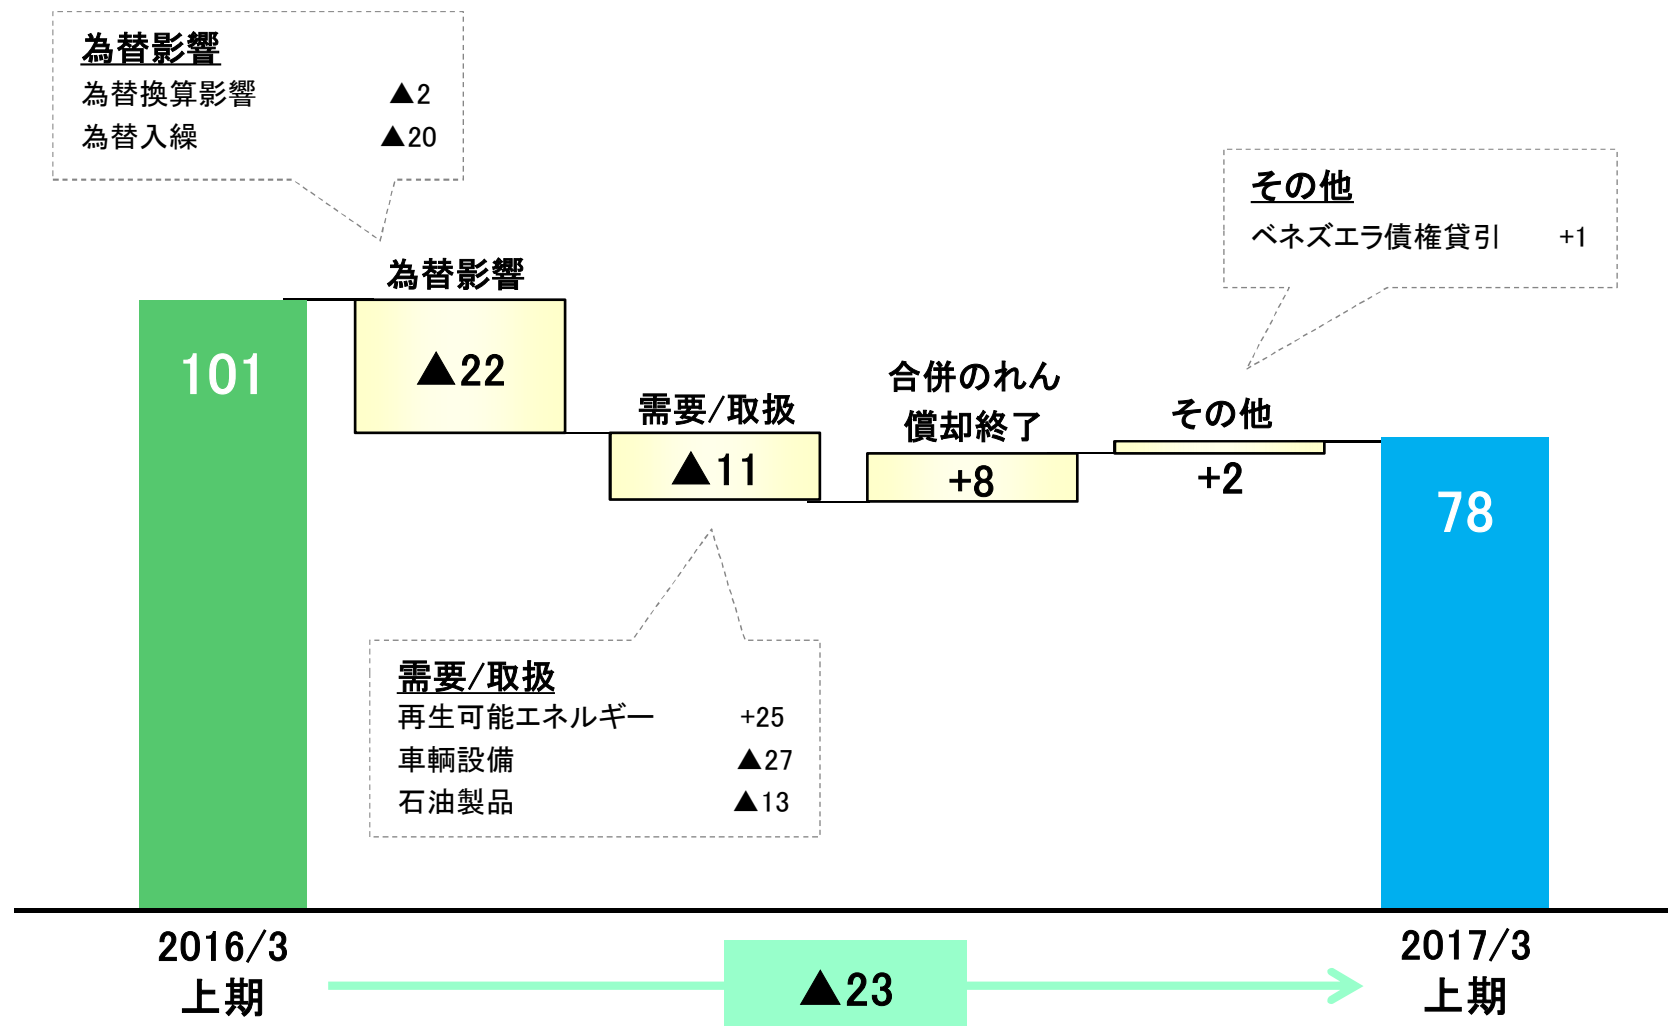 為替影響
為替換算影響 ▲2
為替入繰 ▲20
その他
ベネズエラ債権貸引 +1
為替影響
101
▲22
需要/取扱
▲11
合併のれん
償却終了
+8
その他
+2
78
需要/取扱
再生可能エネルギー +25
車輌設備 ▲27
石油製品 ▲13
2016/3
上期
▲23
2017/3
上期